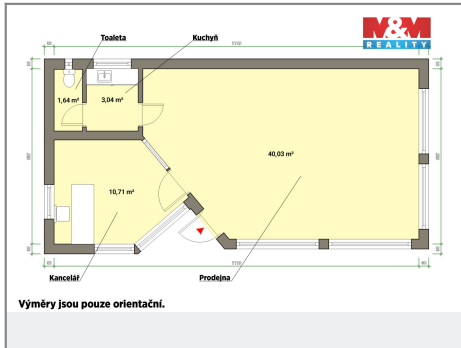 M&M
REALITY
Toaleta
Kuchyň
1,64 m²
3,04 m²
40,03 m²
10,71 m²
Kancelář
Prodejna
Výměry jsou pouze orientační.